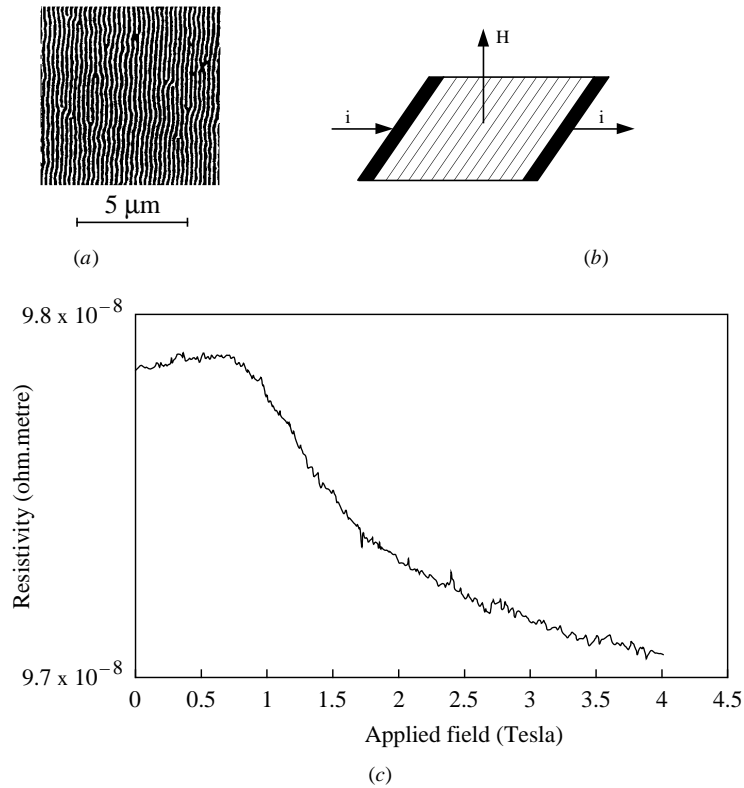 H
i
i
5 µm
(a)
(b)
9.8 x 10⁻⁸
Resistivity (ohm.metre)
9.7 x 10⁻⁸
0 0.5 1 1.5 2 2.5 3 3.5 4 4.5
Applied field (Tesla)
(c)